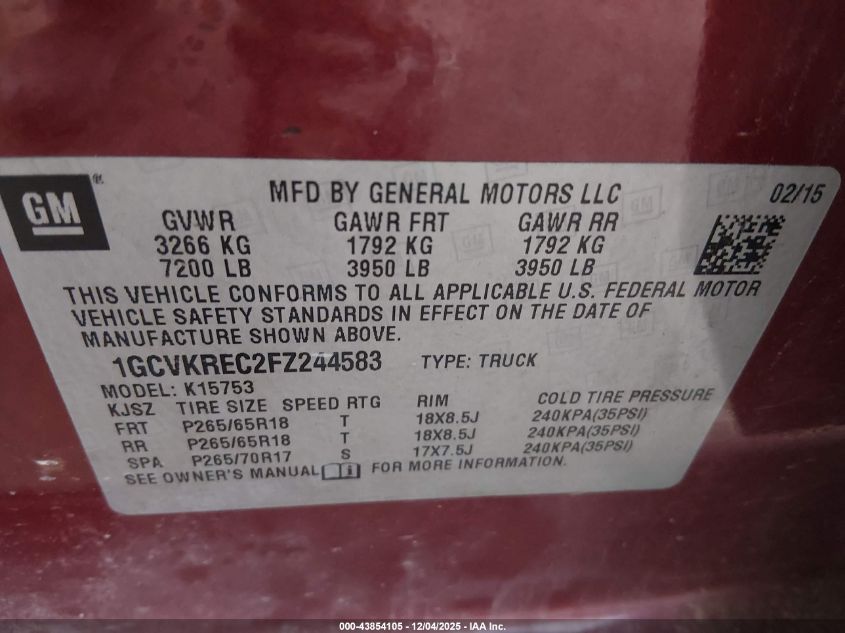 GM ® MFD BY GENERAL MOTORS LLC 02/15
GVWR GAWR FRT GAWR RR
3266 KG 1792 KG 1792 KG
7200 LB 3950 LB 3950 LB
THIS VEHICLE CONFORMS TO ALL APPLICABLE U.S. FEDERAL MOTOR
VEHICLE SAFETY STANDARDS IN EFFECT ON THE DATE OF
MANUFACTURE SHOWN ABOVE.
1GCVKREC2FZ244583 TYPE: TRUCK
MODEL: K15753
KJSZ TIRE SIZE SPEED RTG RIM COLD TIRE PRESSURE
FRT P265/65R18 T 18X8.5J 240KPA(35PSI)
RR P265/65R18 T 18X8.5J 240KPA(35PSI)
SPA P265/70R17 S 17X7.5J 240KPA(35PSI)
SEE OWNER'S MANUAL FOR MORE INFORMATION.
000-43854105 - 12/04/2025 - IAA Inc.